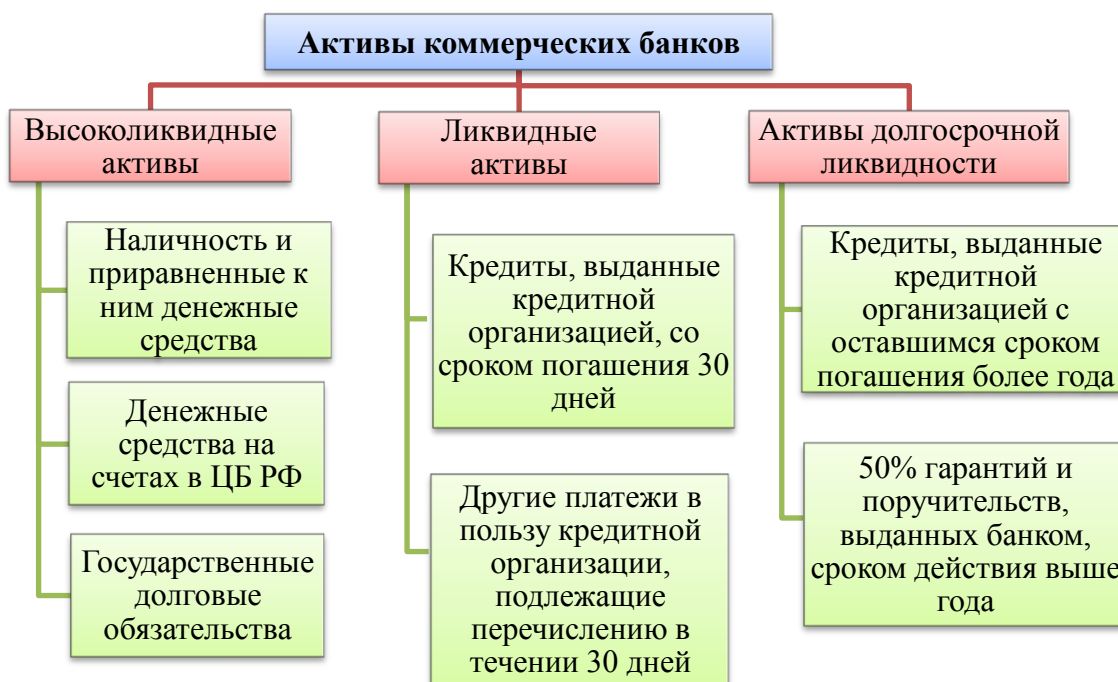 Активы коммерческих банков
Высоколиквидные
активы
Наличность и
приравненные к
ним денежные
средства
Денежные
средства на
счетах в ЦБ РФ
Государственные
долговые
обязательства
Ликвидные
активы
Кредиты, выданные
кредитной
организацией, со
сроком погашения 30
дней
Другие платежи в
пользу кредитной
организации,
подлежащие
перечислению в
течении 30 дней
Активы долгосрочной
ликвидности
Кредиты, выданные
кредитной
организацией с
оставшимся сроком
погашения более года
50% гарантий и
поручительств,
выданных банком,
сроком действия выше
года